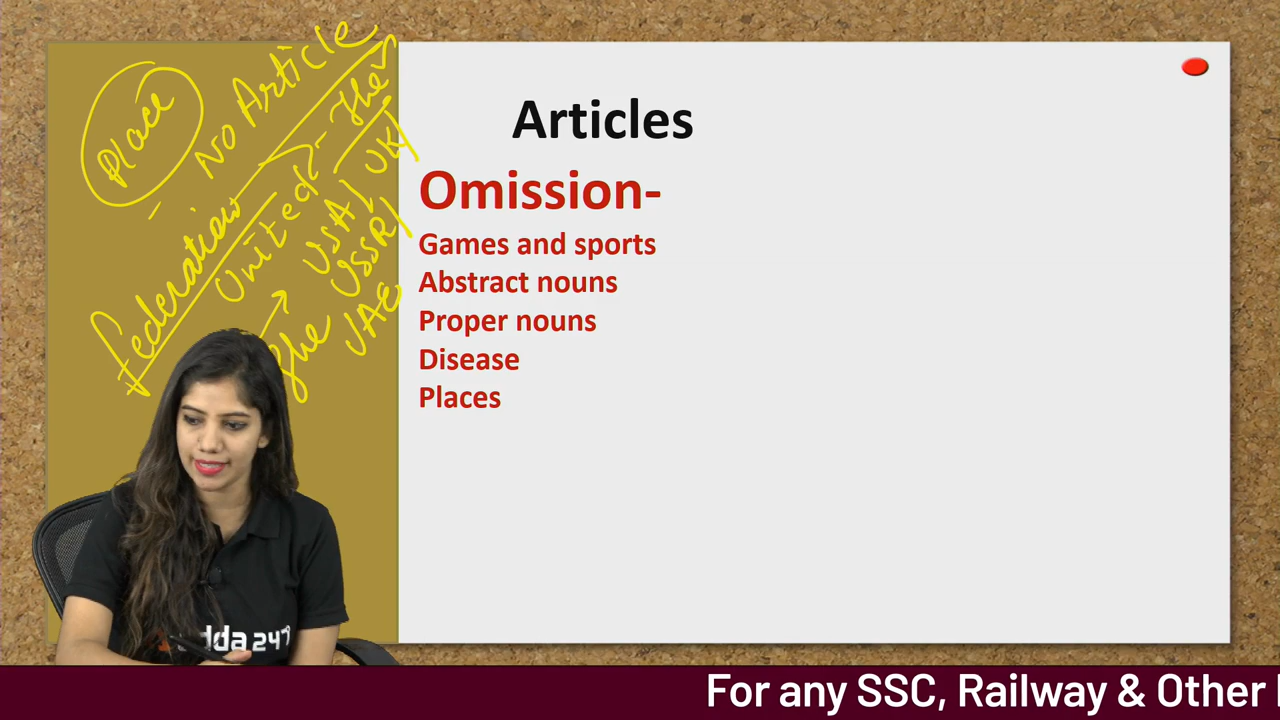 Place
- No Article
Federation
United - The
The → USA / UK /
USSR /
UAE
Articles
Omission-
Games and sports
Abstract nouns
Proper nouns
Disease
Places
adda 247
For any SSC, Railway & Other